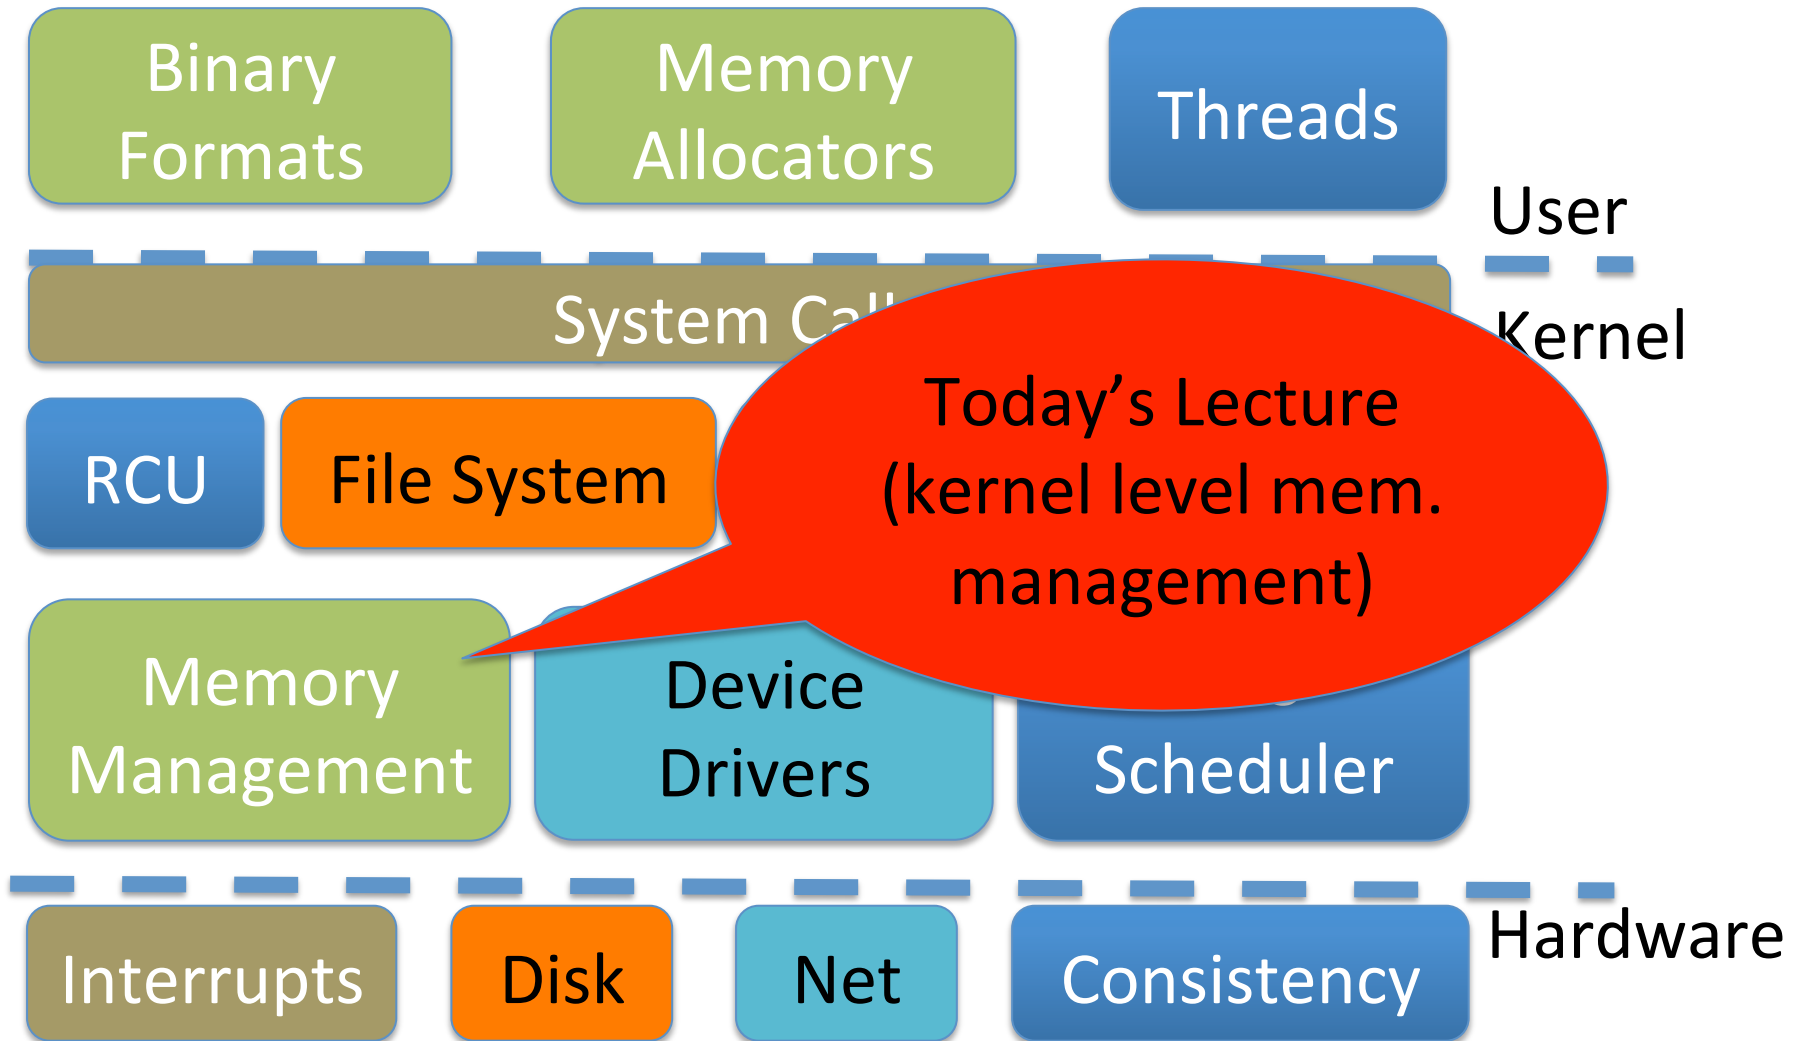 Binary
Formats
Memory
Allocators
Threads
User
System
Kernel
Today’s Lecture
(kernel level mem.
management)
RCU
File System
Memory
Management
Device
Drivers
Scheduler
Hardware
Interrupts
Disk
Net
Consistency